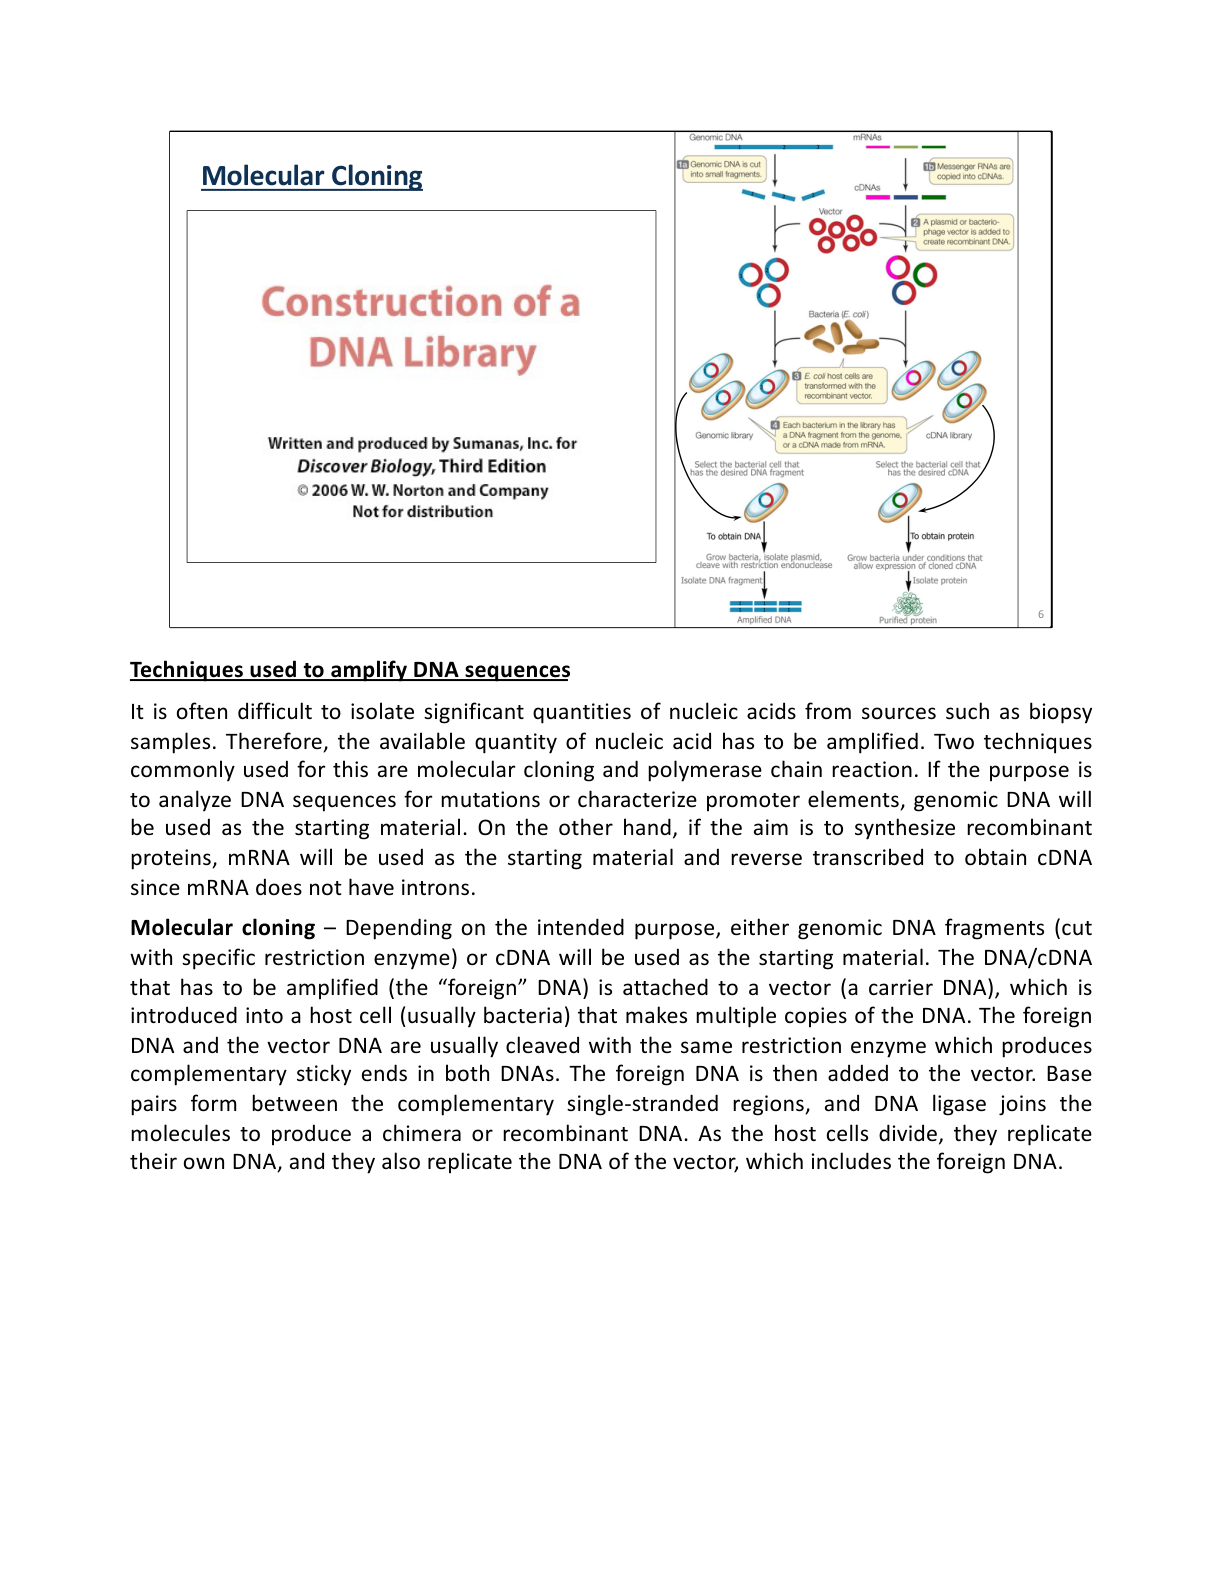 Molecular Cloning
Construction of a
DNA Library
Written and produced by Sumanas, Inc. for
Discover Biology, Third Edition
© 2006 W. W. Norton and Company
Not for distribution
Genomic DNA
mRNAs
1a Genomic DNA is cut
into small fragments.
1b Messenger RNAs are
copied into cDNAs.
cDNAs
Vector
2 A plasmid or bacterio-
phage vector is added to
create recombinant DNA.
Bacteria (E. coli)
3 E. coli host cells are
transformed with the
recombinant vector.
4 Each bacterium in the library has
a DNA fragment from the genome,
or a cDNA made from mRNA.
Genomic library
cDNA library
Select the bacterial cell that
has the desired DNA fragment
Select the bacterial cell that
has the desired cDNA
To obtain DNA
To obtain protein
Grow bacteria, isolate plasmid,
cleave with restriction endonuclease
Grow bacteria under conditions that
allow expression of cloned cDNA
Isolate DNA fragment
Isolate protein
Amplified DNA
Purified protein
6
Techniques used to amplify DNA sequences
It is often difficult to isolate significant quantities of nucleic acids from sources such as biopsy
samples. Therefore, the available quantity of nucleic acid has to be amplified. Two techniques
commonly used for this are molecular cloning and polymerase chain reaction. If the purpose is
to analyze DNA sequences for mutations or characterize promoter elements, genomic DNA will
be used as the starting material. On the other hand, if the aim is to synthesize recombinant
proteins, mRNA will be used as the starting material and reverse transcribed to obtain cDNA
since mRNA does not have introns.
Molecular cloning – Depending on the intended purpose, either genomic DNA fragments (cut
with specific restriction enzyme) or cDNA will be used as the starting material. The DNA/cDNA
that has to be amplified (the “foreign” DNA) is attached to a vector (a carrier DNA), which is
introduced into a host cell (usually bacteria) that makes multiple copies of the DNA. The foreign
DNA and the vector DNA are usually cleaved with the same restriction enzyme which produces
complementary sticky ends in both DNAs. The foreign DNA is then added to the vector. Base
pairs form between the complementary single-stranded regions, and DNA ligase joins the
molecules to produce a chimera or recombinant DNA. As the host cells divide, they replicate
their own DNA, and they also replicate the DNA of the vector, which includes the foreign DNA.